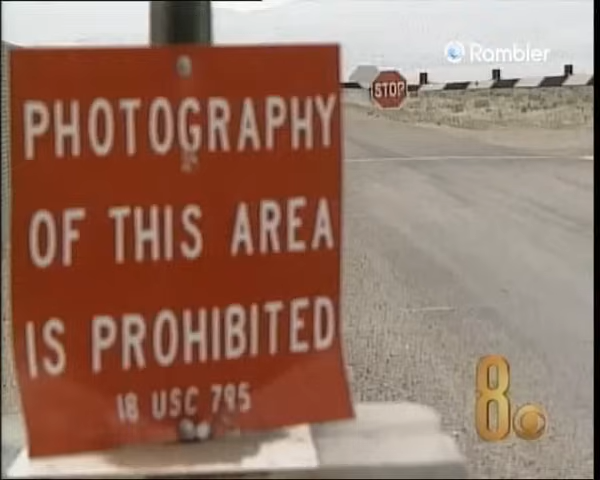 Rambler
STOP
PHOTOGRAPHY
OF THIS AREA
IS PROHIBITED
18 USC 795
8